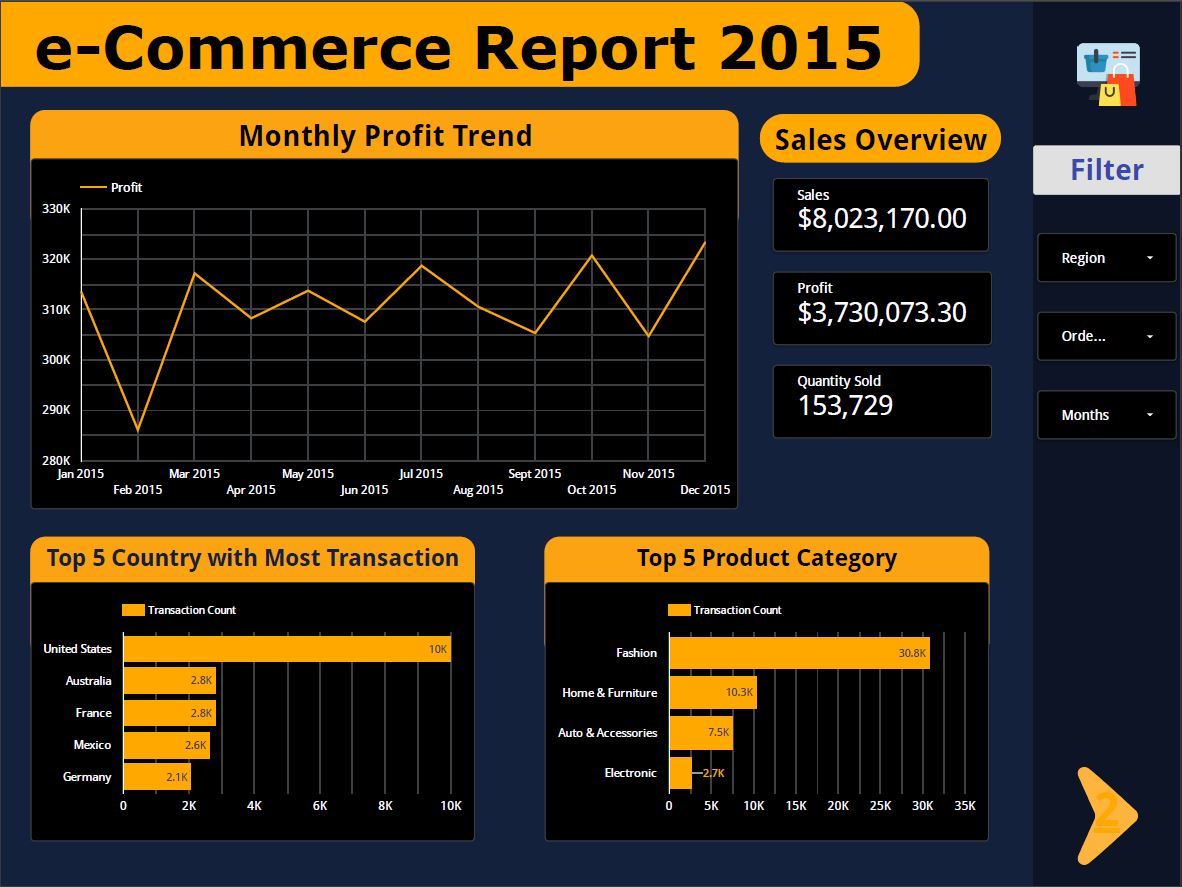 e-Commerce Report 2015
Monthly Profit Trend
Profit
330K
320K
310K
300K
290K
280K
Jan 2015
Feb 2015
Mar 2015
Apr 2015
May 2015
Jun 2015
Jul 2015
Aug 2015
Sept 2015
Oct 2015
Nov 2015
Dec 2015
Sales Overview
Sales
$8,023,170.00
Profit
$3,730,073.30
Quantity Sold
153,729
Filter
Region
Orde...
Months
Top 5 Country with Most Transaction
Transaction Count
United States 10K
Australia 2.8K
France 2.8K
Mexico 2.6K
Germany 2.1K
0 2K 4K 6K 8K 10K
Top 5 Product Category
Transaction Count
Fashion 30.8K
Home & Furniture 10.3K
Auto & Accessories 7.5K
Electronic 2.7K
0 5K 10K 15K 20K 25K 30K 35K
2